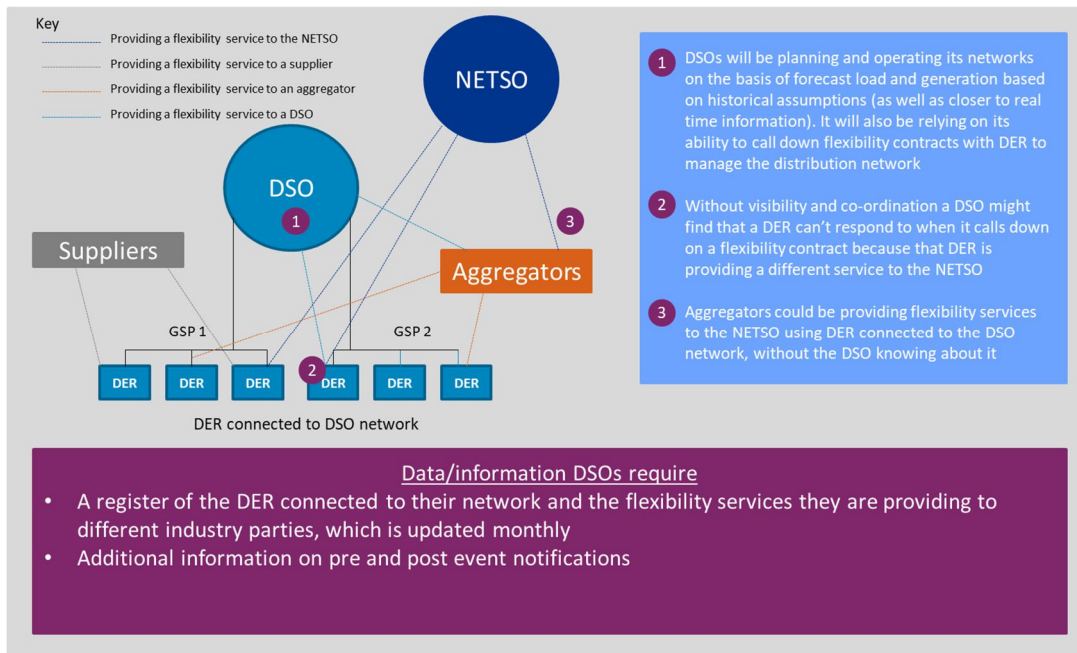 Key
Providing a flexibility service to the NETSO
Providing a flexibility service to a supplier
Providing a flexibility service to an aggregator
Providing a flexibility service to a DSO
NETSO
DSO
1
3
Suppliers
Aggregators
GSP 1
GSP 2
2
DER
DER
DER
DER
DER
DER
DER connected to DSO network
1
DSOs will be planning and operating its networks
on the basis of forecast load and generation based
on historical assumptions (as well as closer to real
time information). It will also be relying on its
ability to call down flexibility contracts with DER to
manage the distribution network
2
Without visibility and co-ordination a DSO might
find that a DER can't respond to when it calls down
on a flexibility contract because that DER is
providing a different service to the NETSO
3
Aggregators could be providing flexibility services
to the NETSO using DER connected to the DSO
network, without the DSO knowing about it
Data/information DSOs require
• A register of the DER connected to their network and the flexibility services they are providing to
different industry parties, which is updated monthly
• Additional information on pre and post event notifications